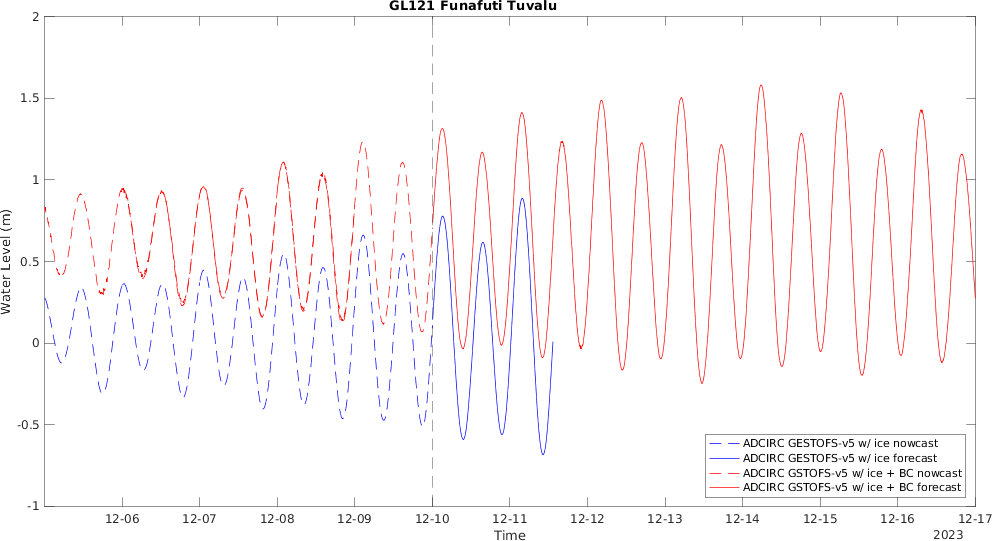 GL121 Funafuti Tuvalu
2
1.5
1
0.5
0
-0.5
-1
Water Level (m)
ADCIRC GESTOFS-v5 w/ ice nowcast
ADCIRC GESTOFS-v5 w/ ice forecast
ADCIRC GSTOFS-v5 w/ ice + BC nowcast
ADCIRC GSTOFS-v5 w/ ice + BC forecast
12-06 12-07 12-08 12-09 12-10 12-11 12-12 12-13 12-14 12-15 12-16 12-17
Time
2023